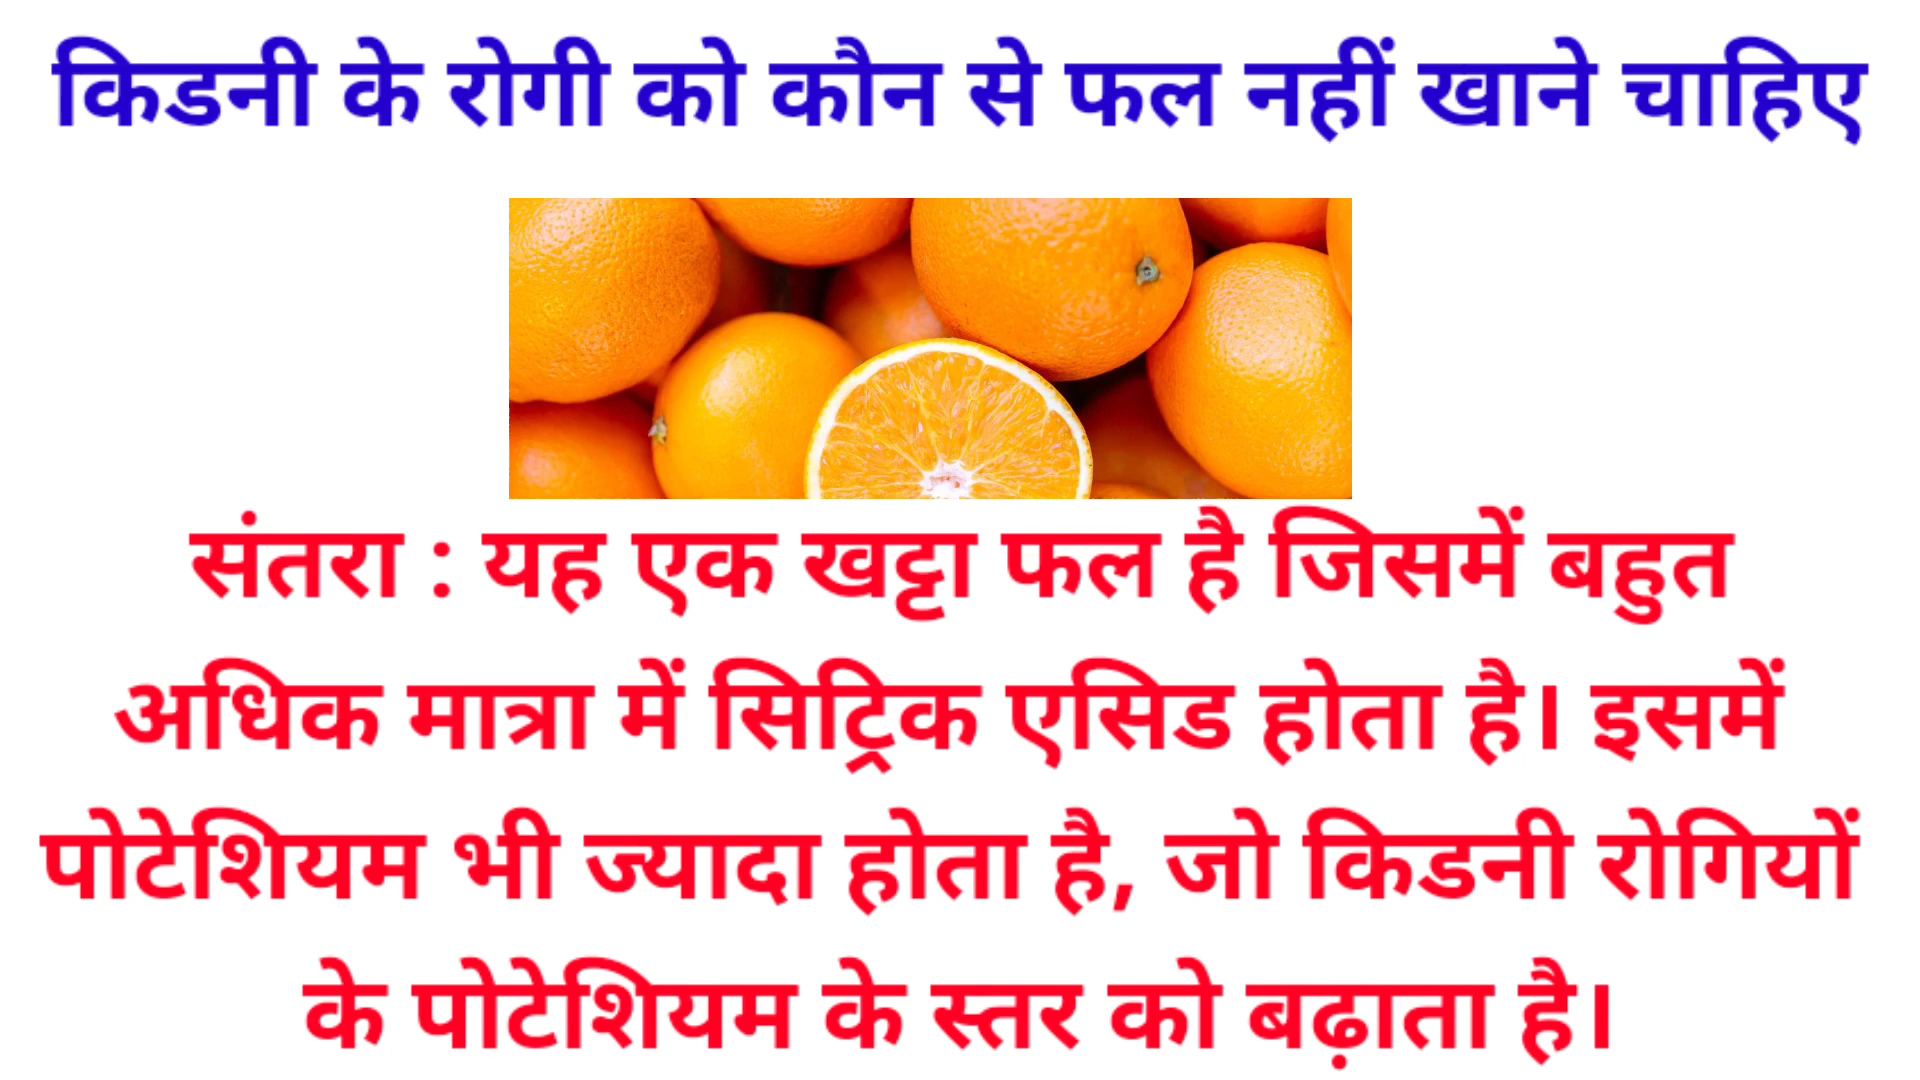 किडनी के रोगी को कौन से फल नहीं खाने चाहिए
संतरा : यह एक खट्टा फल है जिसमें बहुत
अधिक मात्रा में सिट्रिक एसिड होता है। इसमें
पोटेशियम भी ज्यादा होता है, जो किडनी रोगियों
के पोटेशियम के स्तर को बढ़ाता है।